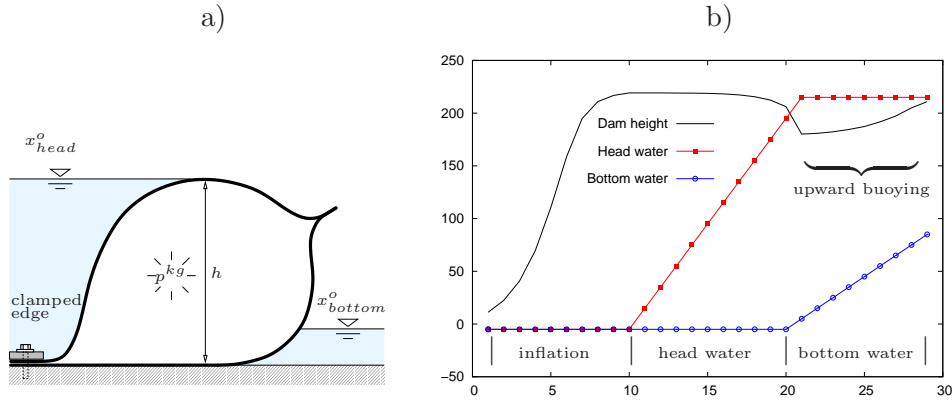 a)
b)
x^o_head
p^kg
h
clamped
edge
x^o_bottom
250
200
150
100
50
0
−50
0
5
10
15
20
25
30
Dam height
Head water
Bottom water
upward buoying
inflation
head water
bottom water